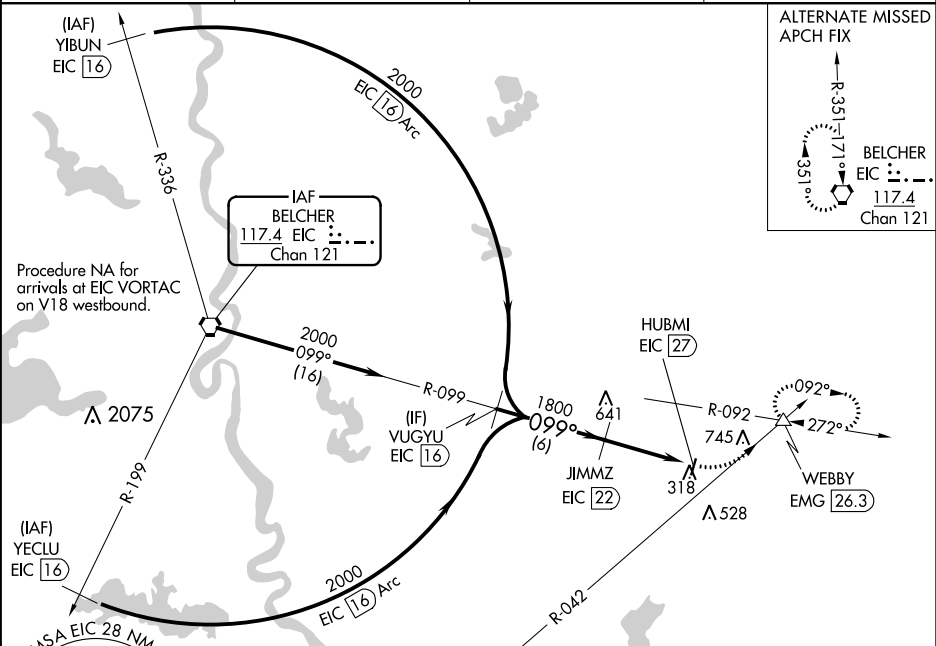 (IAF)
YIBUN
EIC 16
2000
EIC 16 Arc
R-336
IAF
BELCHER
117.4 EIC
Chan 121
Procedure NA for
arrivals at EIC VORTAC
on V18 westbound.
2075
2000
099°
(16)
R-099
(IF)
VUGYU
EIC 16
1800
099°
(6)
641
JIMMZ
EIC 22
HUBMI
EIC 27
318
745
528
R-092
092°
272°
WEBBY
EMG 26.3
R-042
R-199
(IAF)
YECLU
EIC 16
2000
EIC 16 Arc
MSA EIC 28 NM
ALTERNATE MISSED
APCH FIX
R-351
171°
351°
BELCHER
EIC
117.4
Chan 121